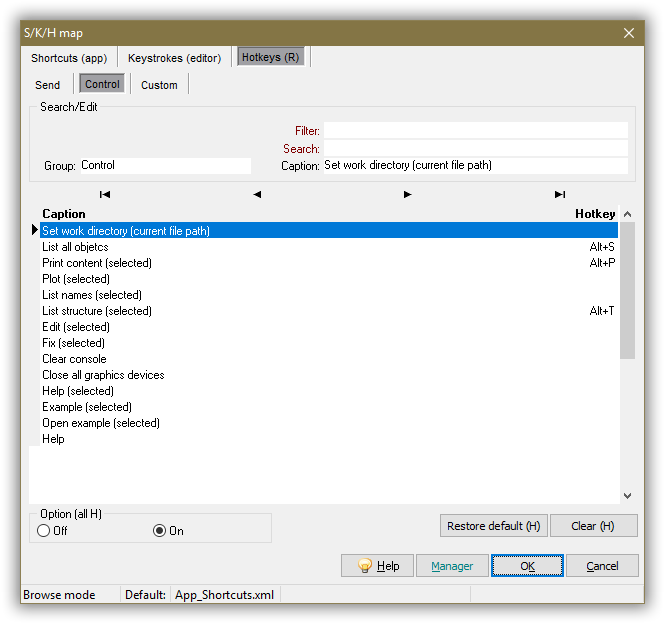 S/K/H map
Shortcuts (app) Keystrokes (editor) Hotkeys (R)
Send Control Custom
Search/Edit
Filter:
Search:
Group: Control Caption: Set work directory (current file path)
Caption Hotkey
Set work directory (current file path)
List all objetcs Alt+S
Print content (selected) Alt+P
Plot (selected)
List names (selected)
List structure (selected) Alt+T
Edit (selected)
Fix (selected)
Clear console
Close all graphics devices
Help (selected)
Example (selected)
Open example (selected)
Help
Option (all H)
Off On Restore default (H) Clear (H)
Help Manager OK Cancel
Browse mode Default: App_Shortcuts.xml